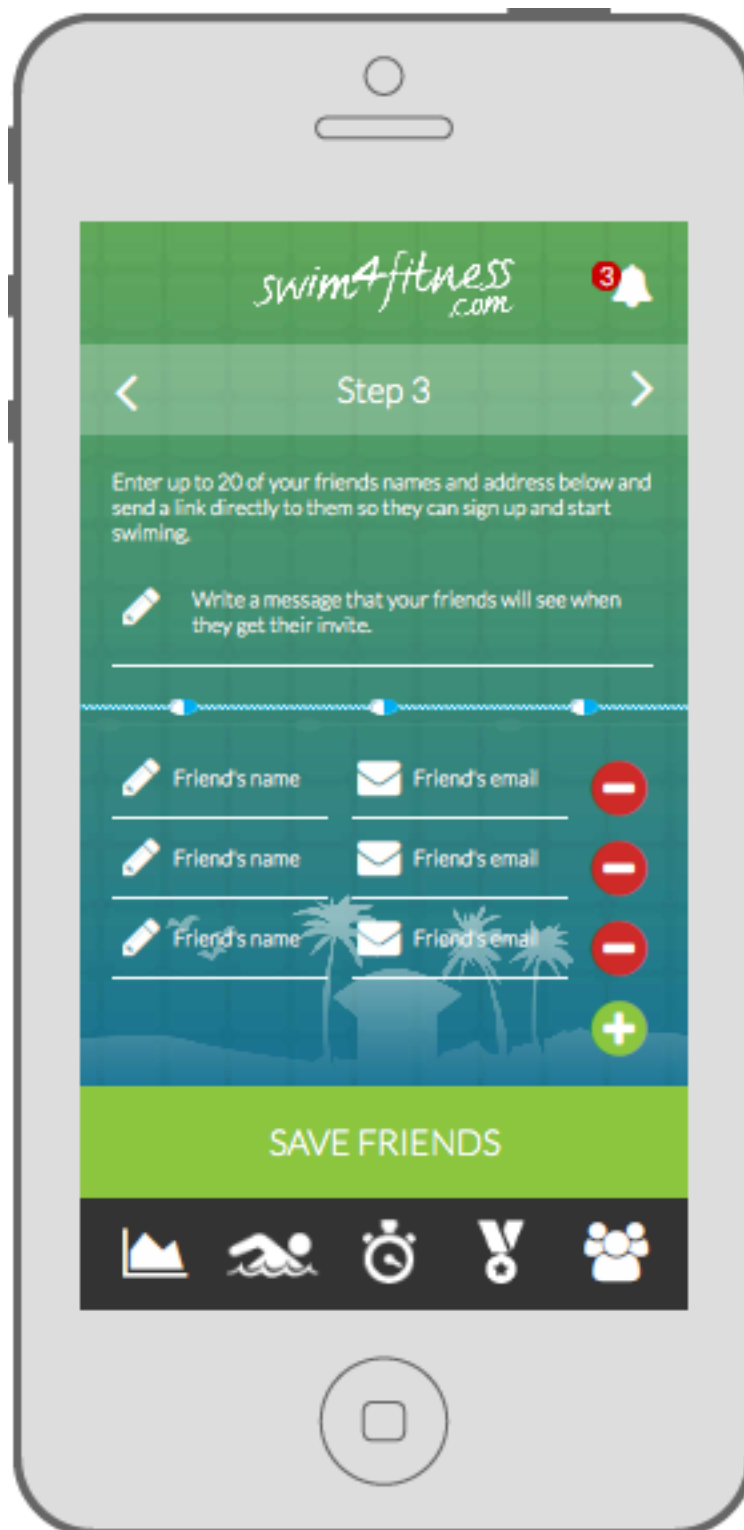 swim4fitness
.com
3
Step 3
Enter up to 20 of your friends names and address below and
send a link directly to them so they can sign up and start
swiming.
Write a message that your friends will see when
they get their invite.
Friend's name Friend's email
Friend's name Friend's email
Friend's name Friend's email
SAVE FRIENDS